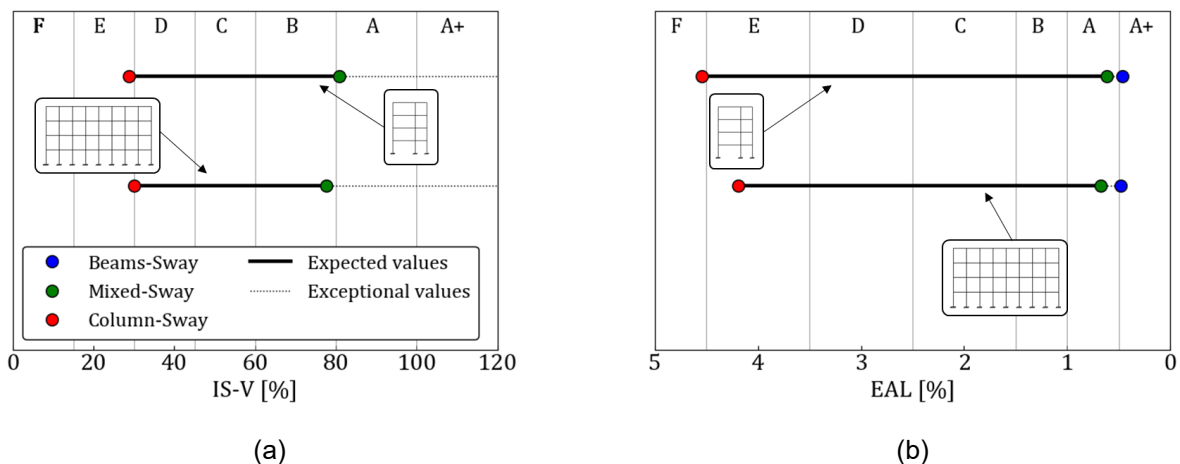 F E D C B A A+
Beams-Sway
Mixed-Sway
Column-Sway
Expected values
Exceptional values
0 20 40 60 80 100 120
IS-V [%]
(a)
F E D C B A A+
5 4 3 2 1 0
EAL [%]
(b)